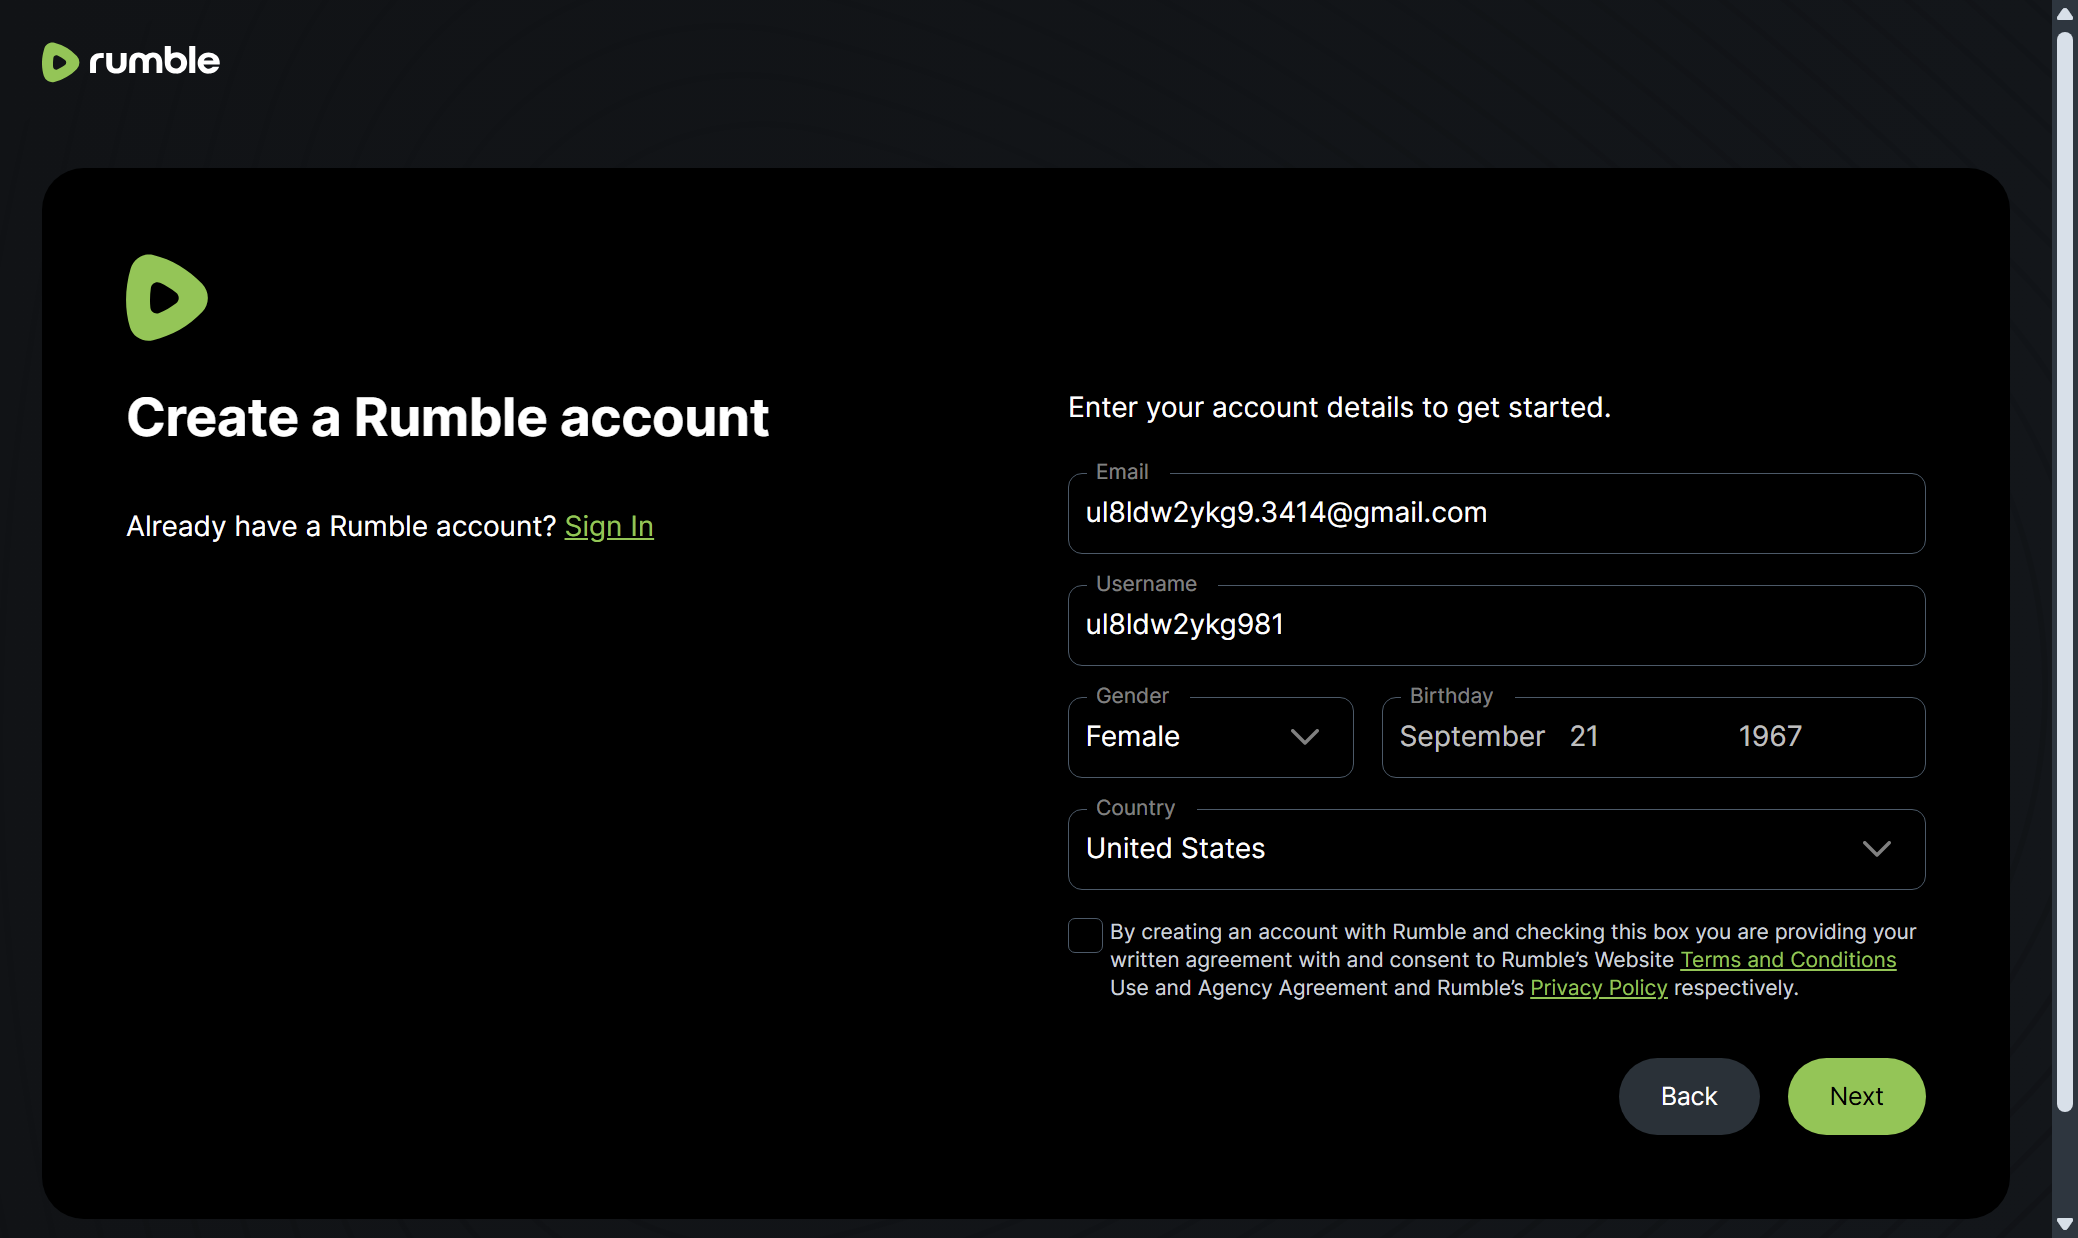 rumble
Create a Rumble account
Already have a Rumble account? Sign In
Enter your account details to get started.
Email
ul8ldw2ykg9.3414@gmail.com
Username
ul8ldw2ykg981
Gender
Female
Birthday
September 21 1967
Country
United States
By creating an account with Rumble and checking this box you are providing your
written agreement with and consent to Rumble’s Website Terms and Conditions
Use and Agency Agreement and Rumble’s Privacy Policy respectively.
Back
Next